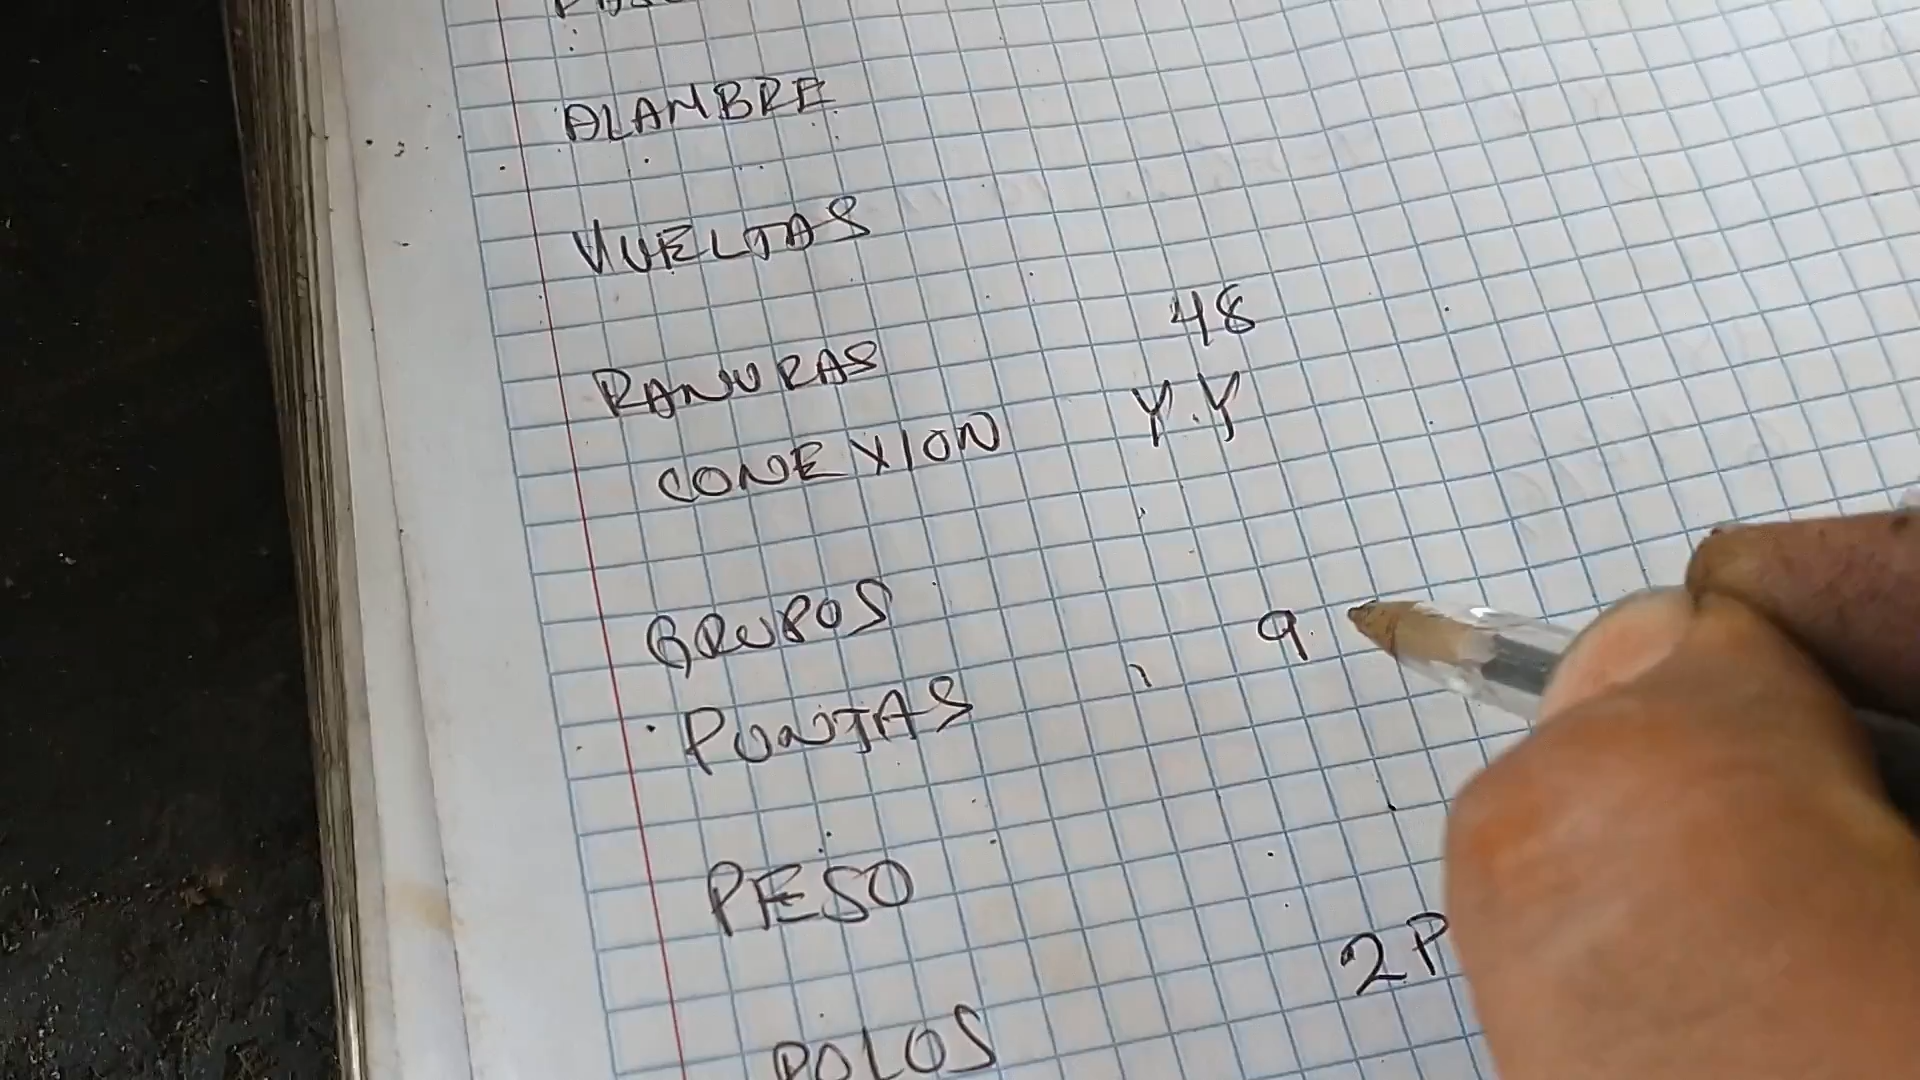 ALAMBRE
VUELTAS
RANURAS 48
CONEXION Y.Y
GRUPOS
PUNTAS 9
PESO
POLOS 2P